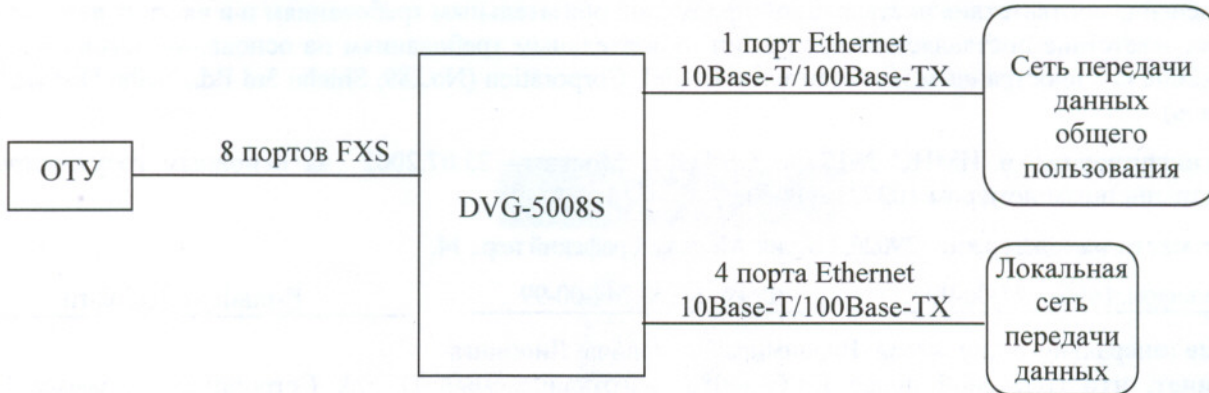 1 порт Ethernet
10Base-T/100Base-TX
Сеть передачи
данных
общего
пользования
8 портов FXS
ОТУ
DVG-5008S
4 порта Ethernet
10Base-T/100Base-TX
Локальная
сеть
передачи
данных